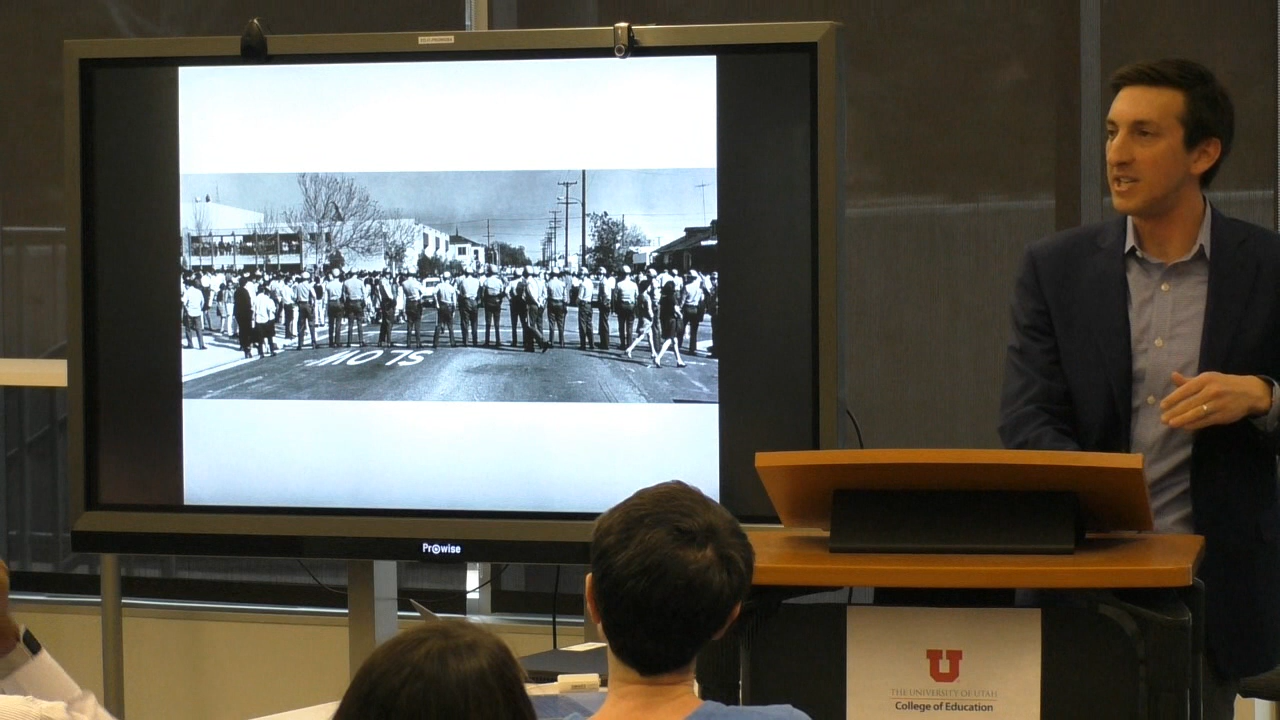 SLOW
Prowise
U
THE UNIVERSITY OF UTAH
College of Education